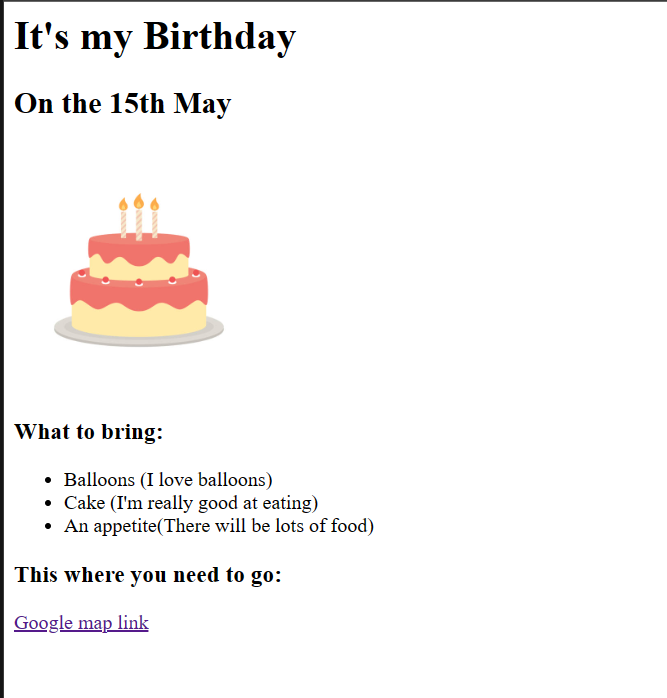 It's my Birthday
On the 15th May
What to bring:
Balloons (I love balloons)
Cake (I'm really good at eating)
An appetite(There will be lots of food)
This where you need to go:
Google map link